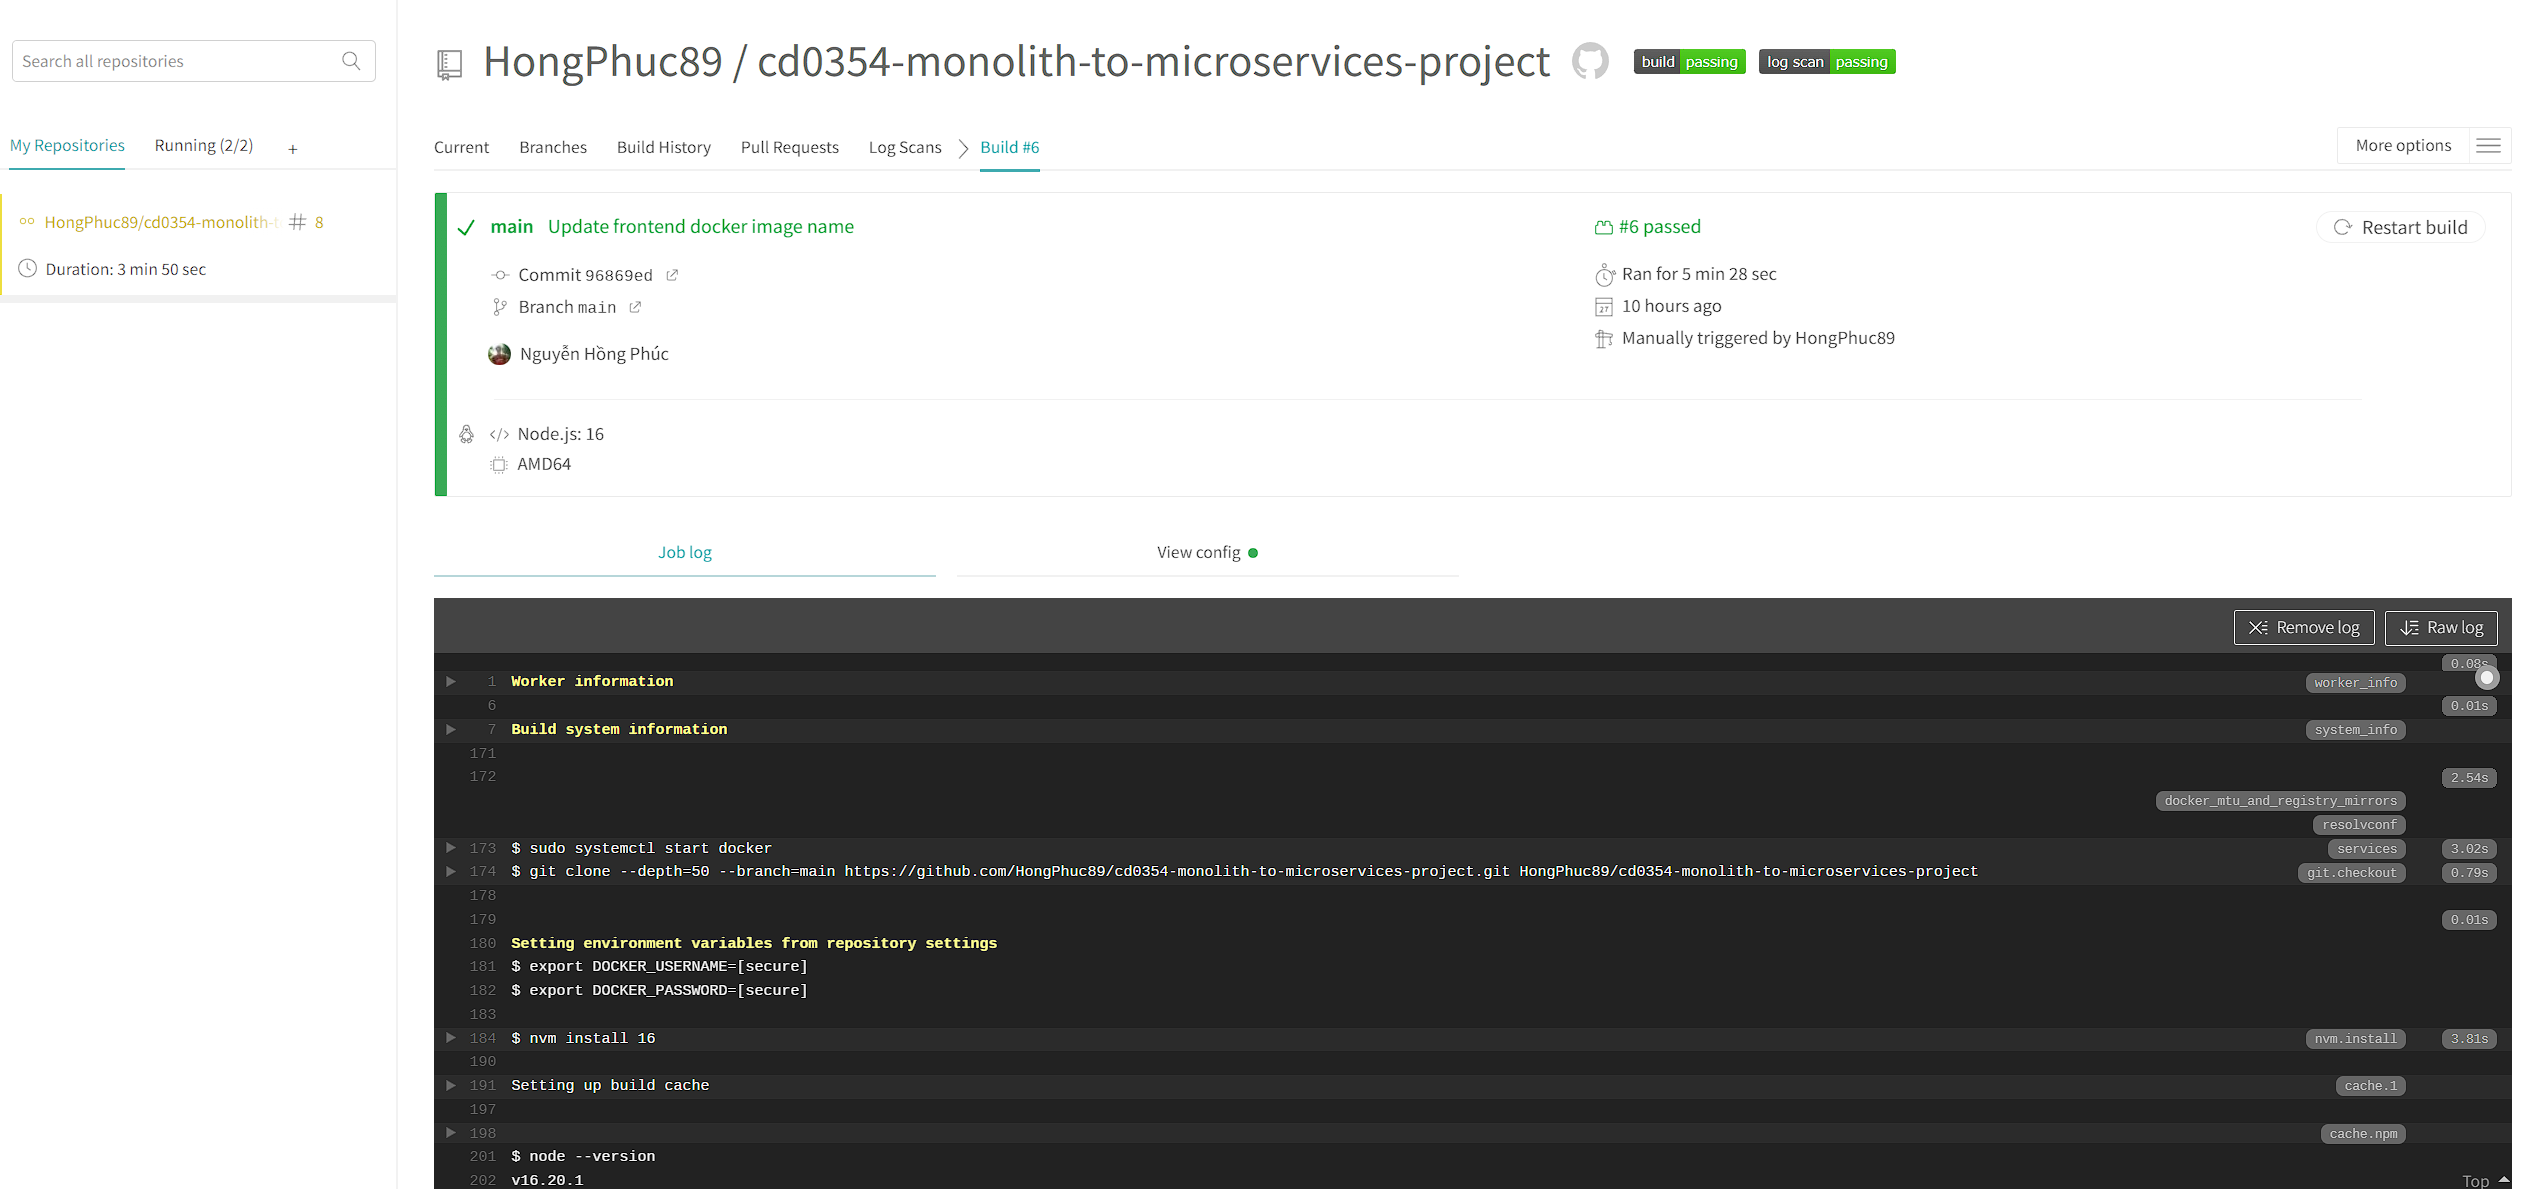 Search all repositories
HongPhuc89 / cd0354-monolith-to-microservices-project
build passing
log scan passing
My Repositories
Running (2/2)
+
Current
Branches
Build History
Pull Requests
Log Scans
Build #6
More options
HongPhuc89/cd0354-monolith-t
# 8
Duration: 3 min 50 sec
main Update frontend docker image name
#6 passed
Restart build
Commit 96869ed
Ran for 5 min 28 sec
Branch main
10 hours ago
Manually triggered by HongPhuc89
Nguyễn Hồng Phúc
</> Node.js: 16
AMD64
Job log
View config
Remove log
Raw log
0.08s
1 Worker information worker_info
6 0.01s
7 Build system information system_info
171
172 2.54s
docker_mtu_and_registry_mirrors
resolvconf
173 $ sudo systemctl start docker services 3.02s
174 $ git clone --depth=50 --branch=main https://github.com/HongPhuc89/cd0354-monolith-to-microservices-project.git HongPhuc89/cd0354-monolith-to-microservices-project git.checkout 0.79s
178
179 0.01s
180 Setting environment variables from repository settings
181 $ export DOCKER_USERNAME=[secure]
182 $ export DOCKER_PASSWORD=[secure]
183
184 $ nvm install 16 nvm.install 3.81s
190
191 Setting up build cache cache.1
197
198 cache.npm
201 $ node --version
202 v16.20.1
Top